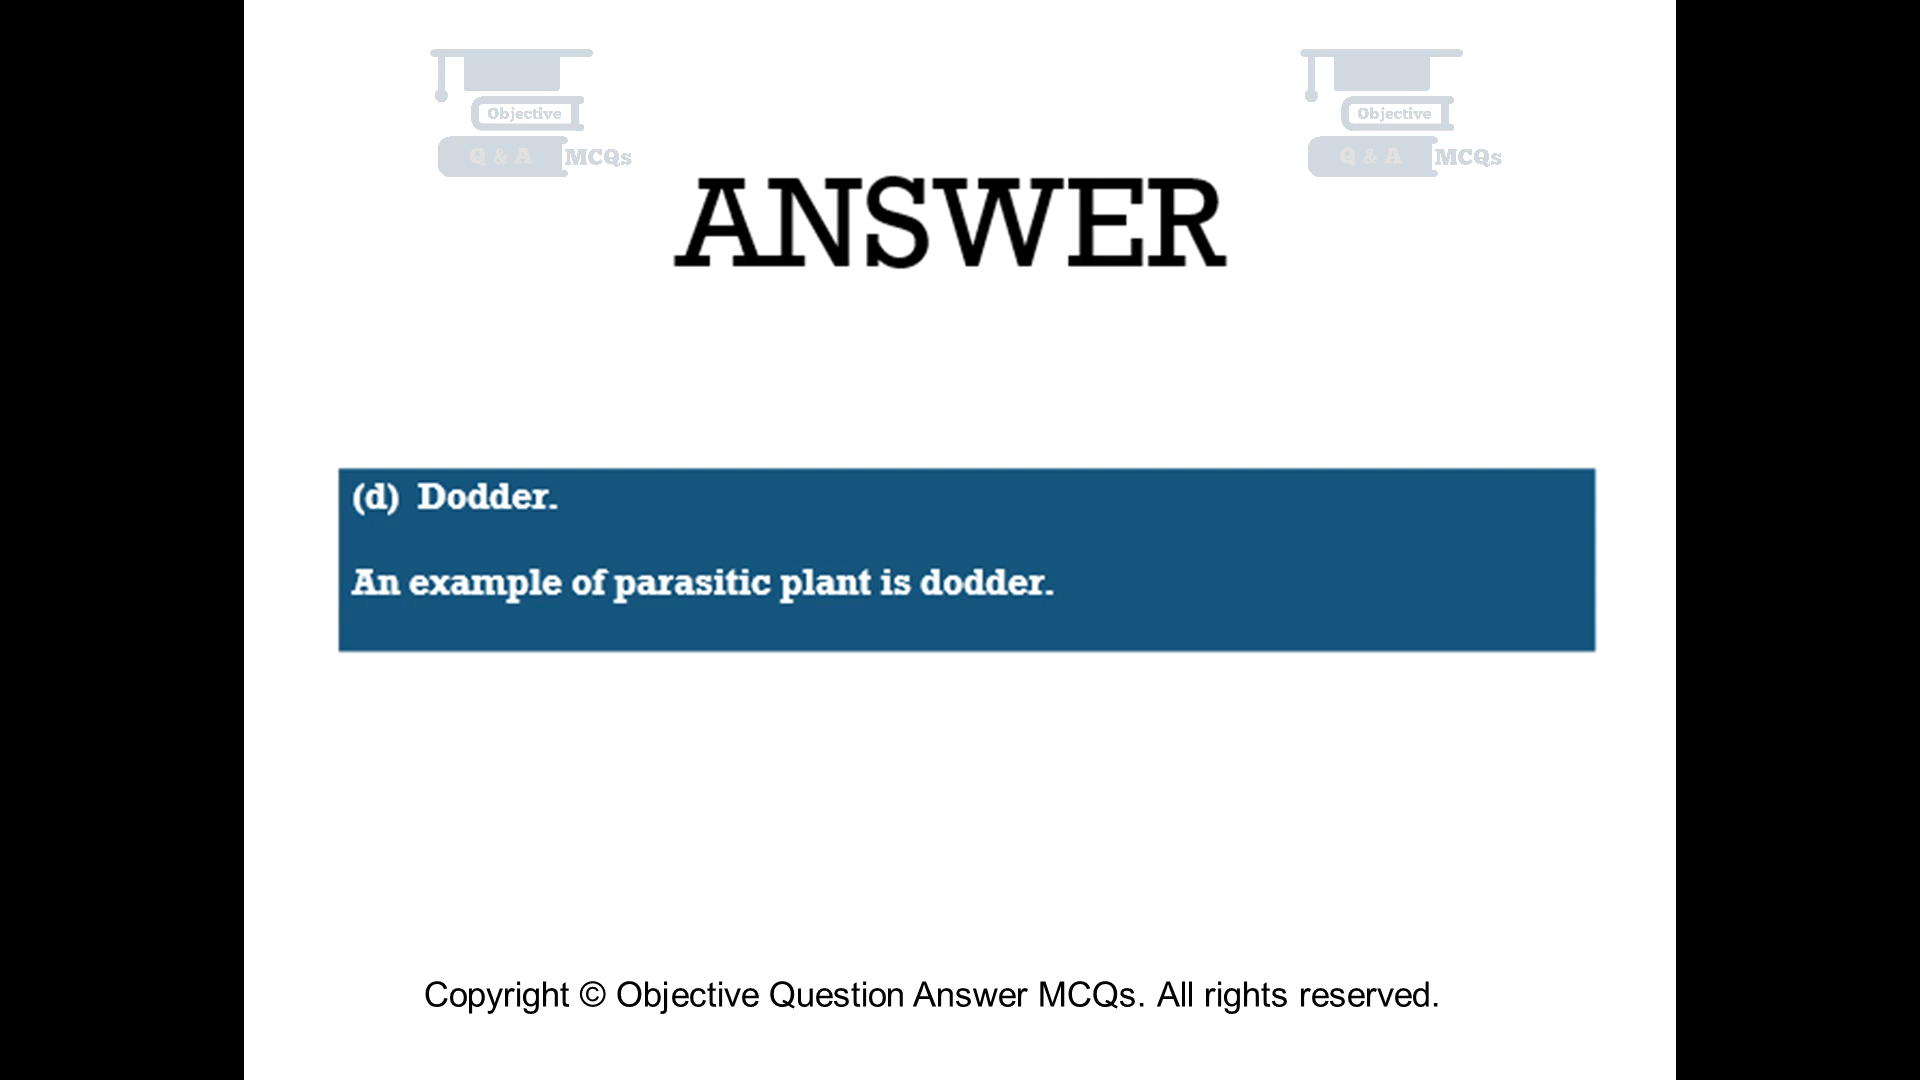 Objective
Q & A MCQs
Objective
Q & A MCQs
ANSWER
(d) Dodder.
An example of parasitic plant is dodder.
Copyright © Objective Question Answer MCQs. All rights reserved.